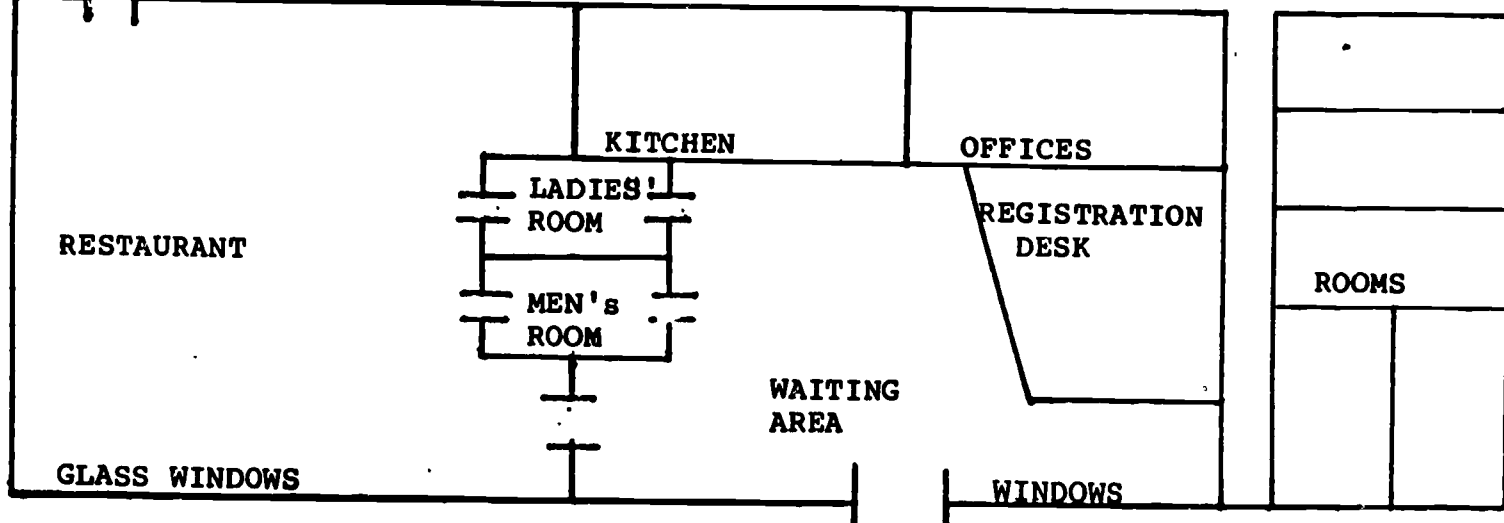 KITCHEN
OFFICES
LADIES'
ROOM
REGISTRATION
DESK
RESTAURANT
ROOMS
MEN's
ROOM
WAITING
AREA
GLASS WINDOWS
WINDOWS